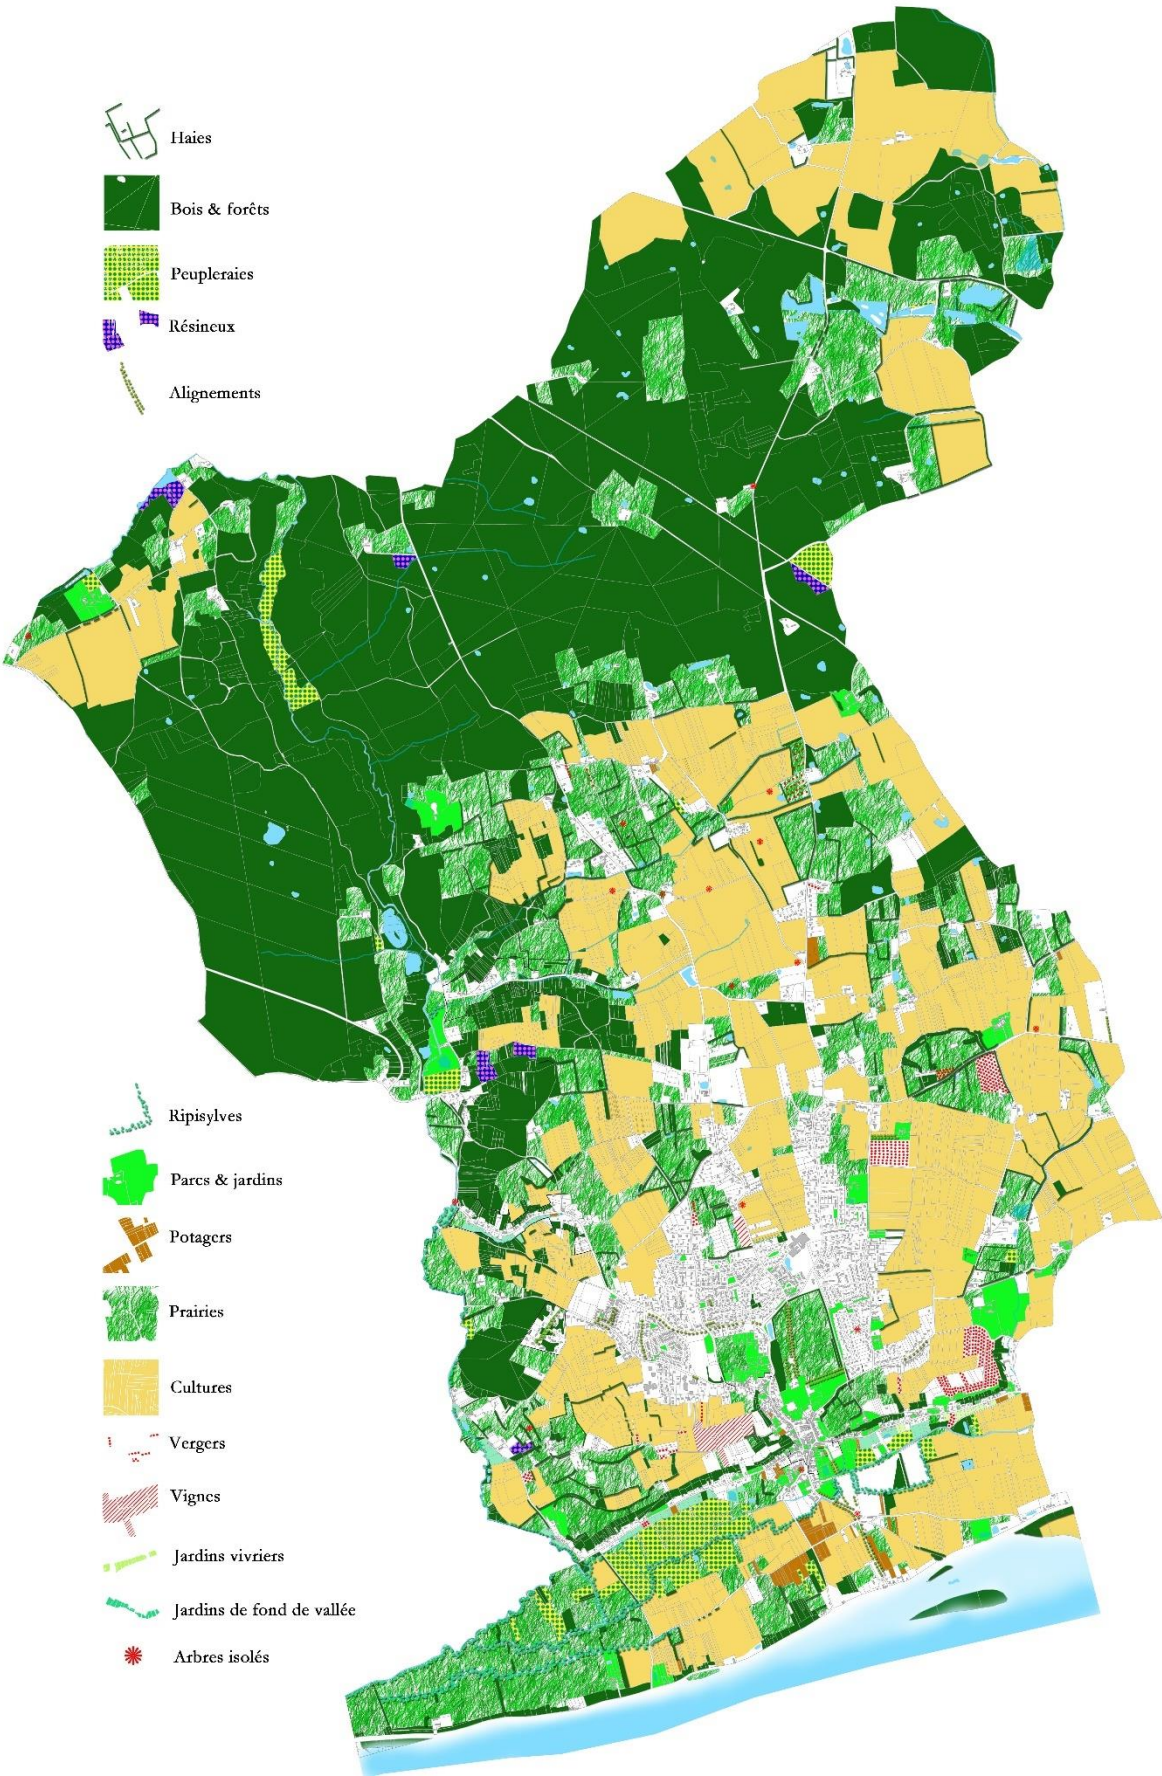 Haies
Bois & forêts
Peupleraies
Résineux
Alignements
Ripisylves
Parcs & jardins
Potagers
Prairies
Cultures
Vergers
Vignes
Jardins vivriers
Jardins de fond de vallée
Arbres isolés